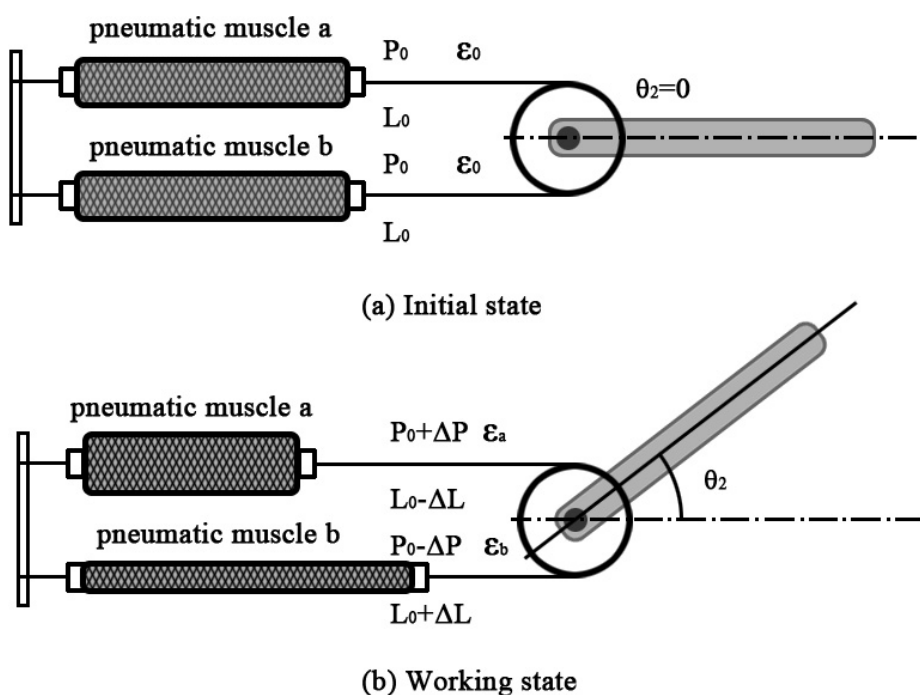 pneumatic muscle a
P₀ ε₀
θ₂=0
L₀
pneumatic muscle b
P₀ ε₀
L₀
(a) Initial state
pneumatic muscle a
P₀+ΔP εₐ
L₀-ΔL
θ₂
pneumatic muscle b
P₀-ΔP ε_b
L₀+ΔL
(b) Working state